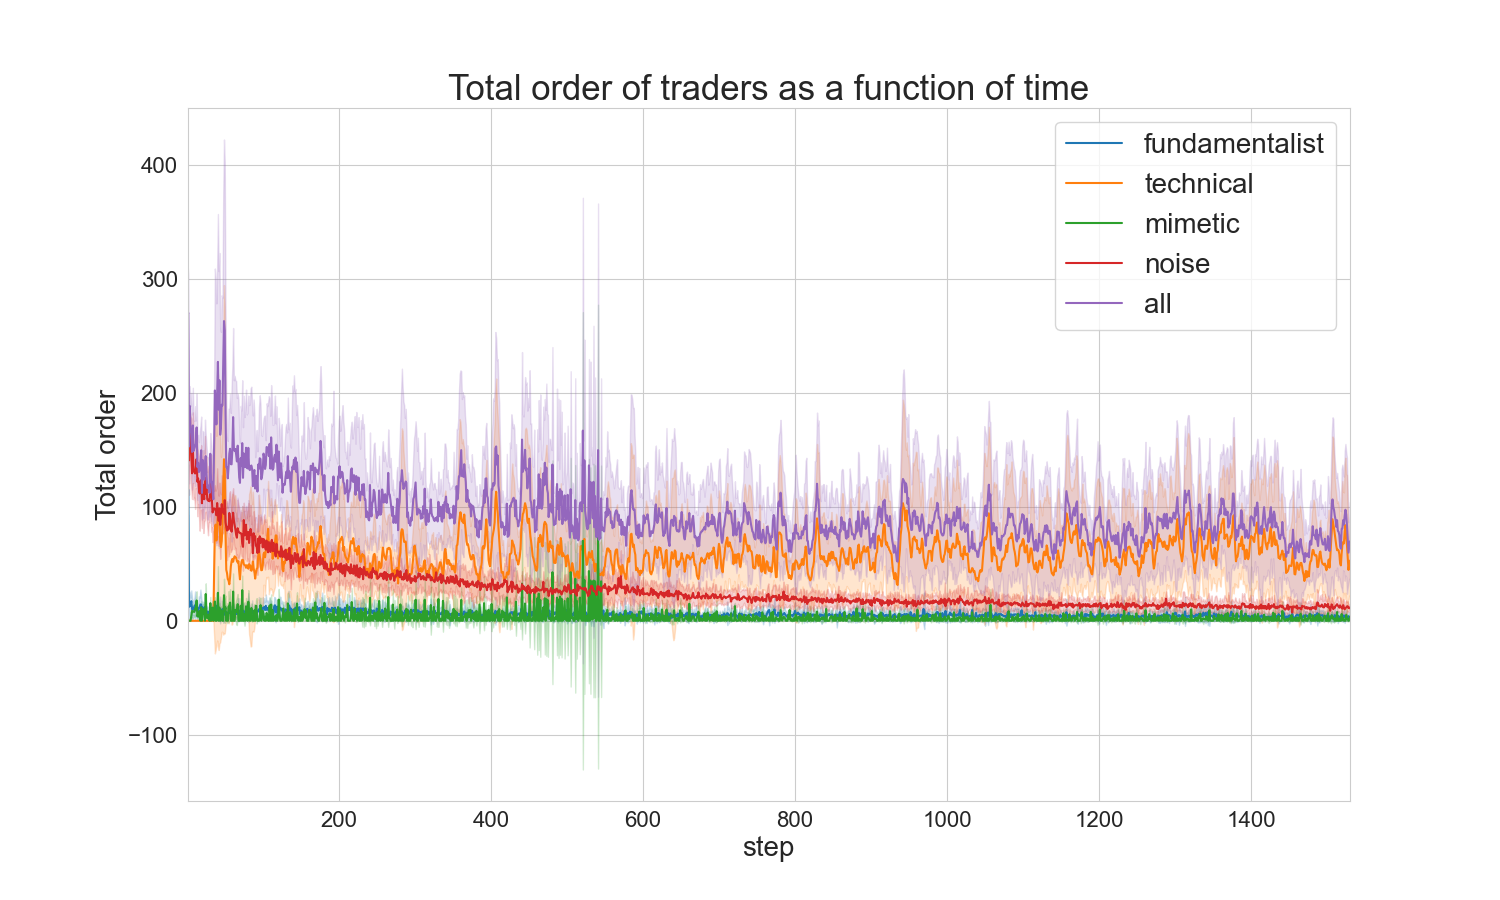 Total order of traders as a function of time
fundamentalist
technical
mimetic
noise
all
400
300
200
100
0
−100
Total order
200
400
600
800
1000
1200
1400
step